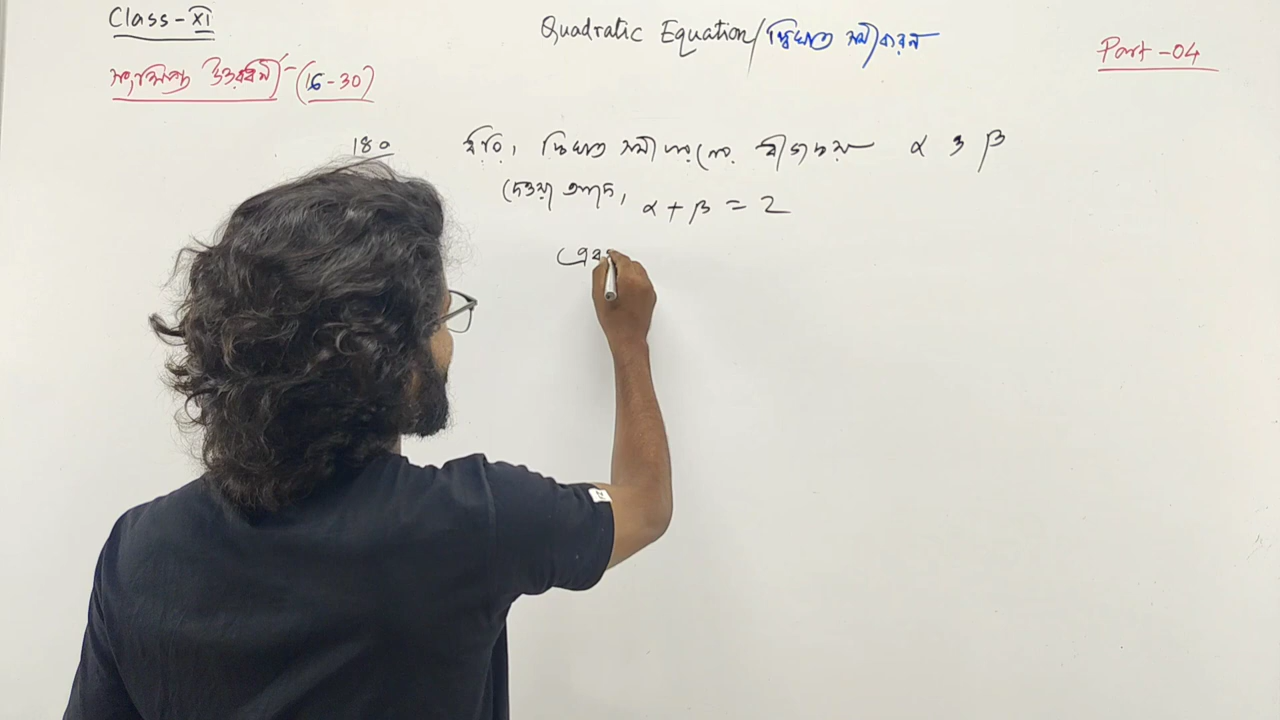 Class - XI
Quadratic Equation/দ্বিঘাত সমীকরণ
Part - 04
সংক্ষিপ্ত উত্তরধর্মী - (16-30)
18. ধরি, দ্বিঘাত সমীকরণের বীজদ্বয় α ও β
দেওয়া আছে, α + β = 2
এবং